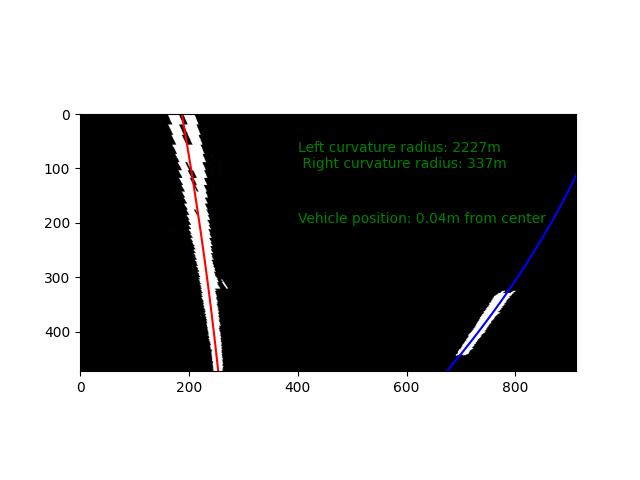 Left curvature radius: 2227m
Right curvature radius: 337m
Vehicle position: 0.04m from center
0
100
200
300
400
0 200 400 600 800